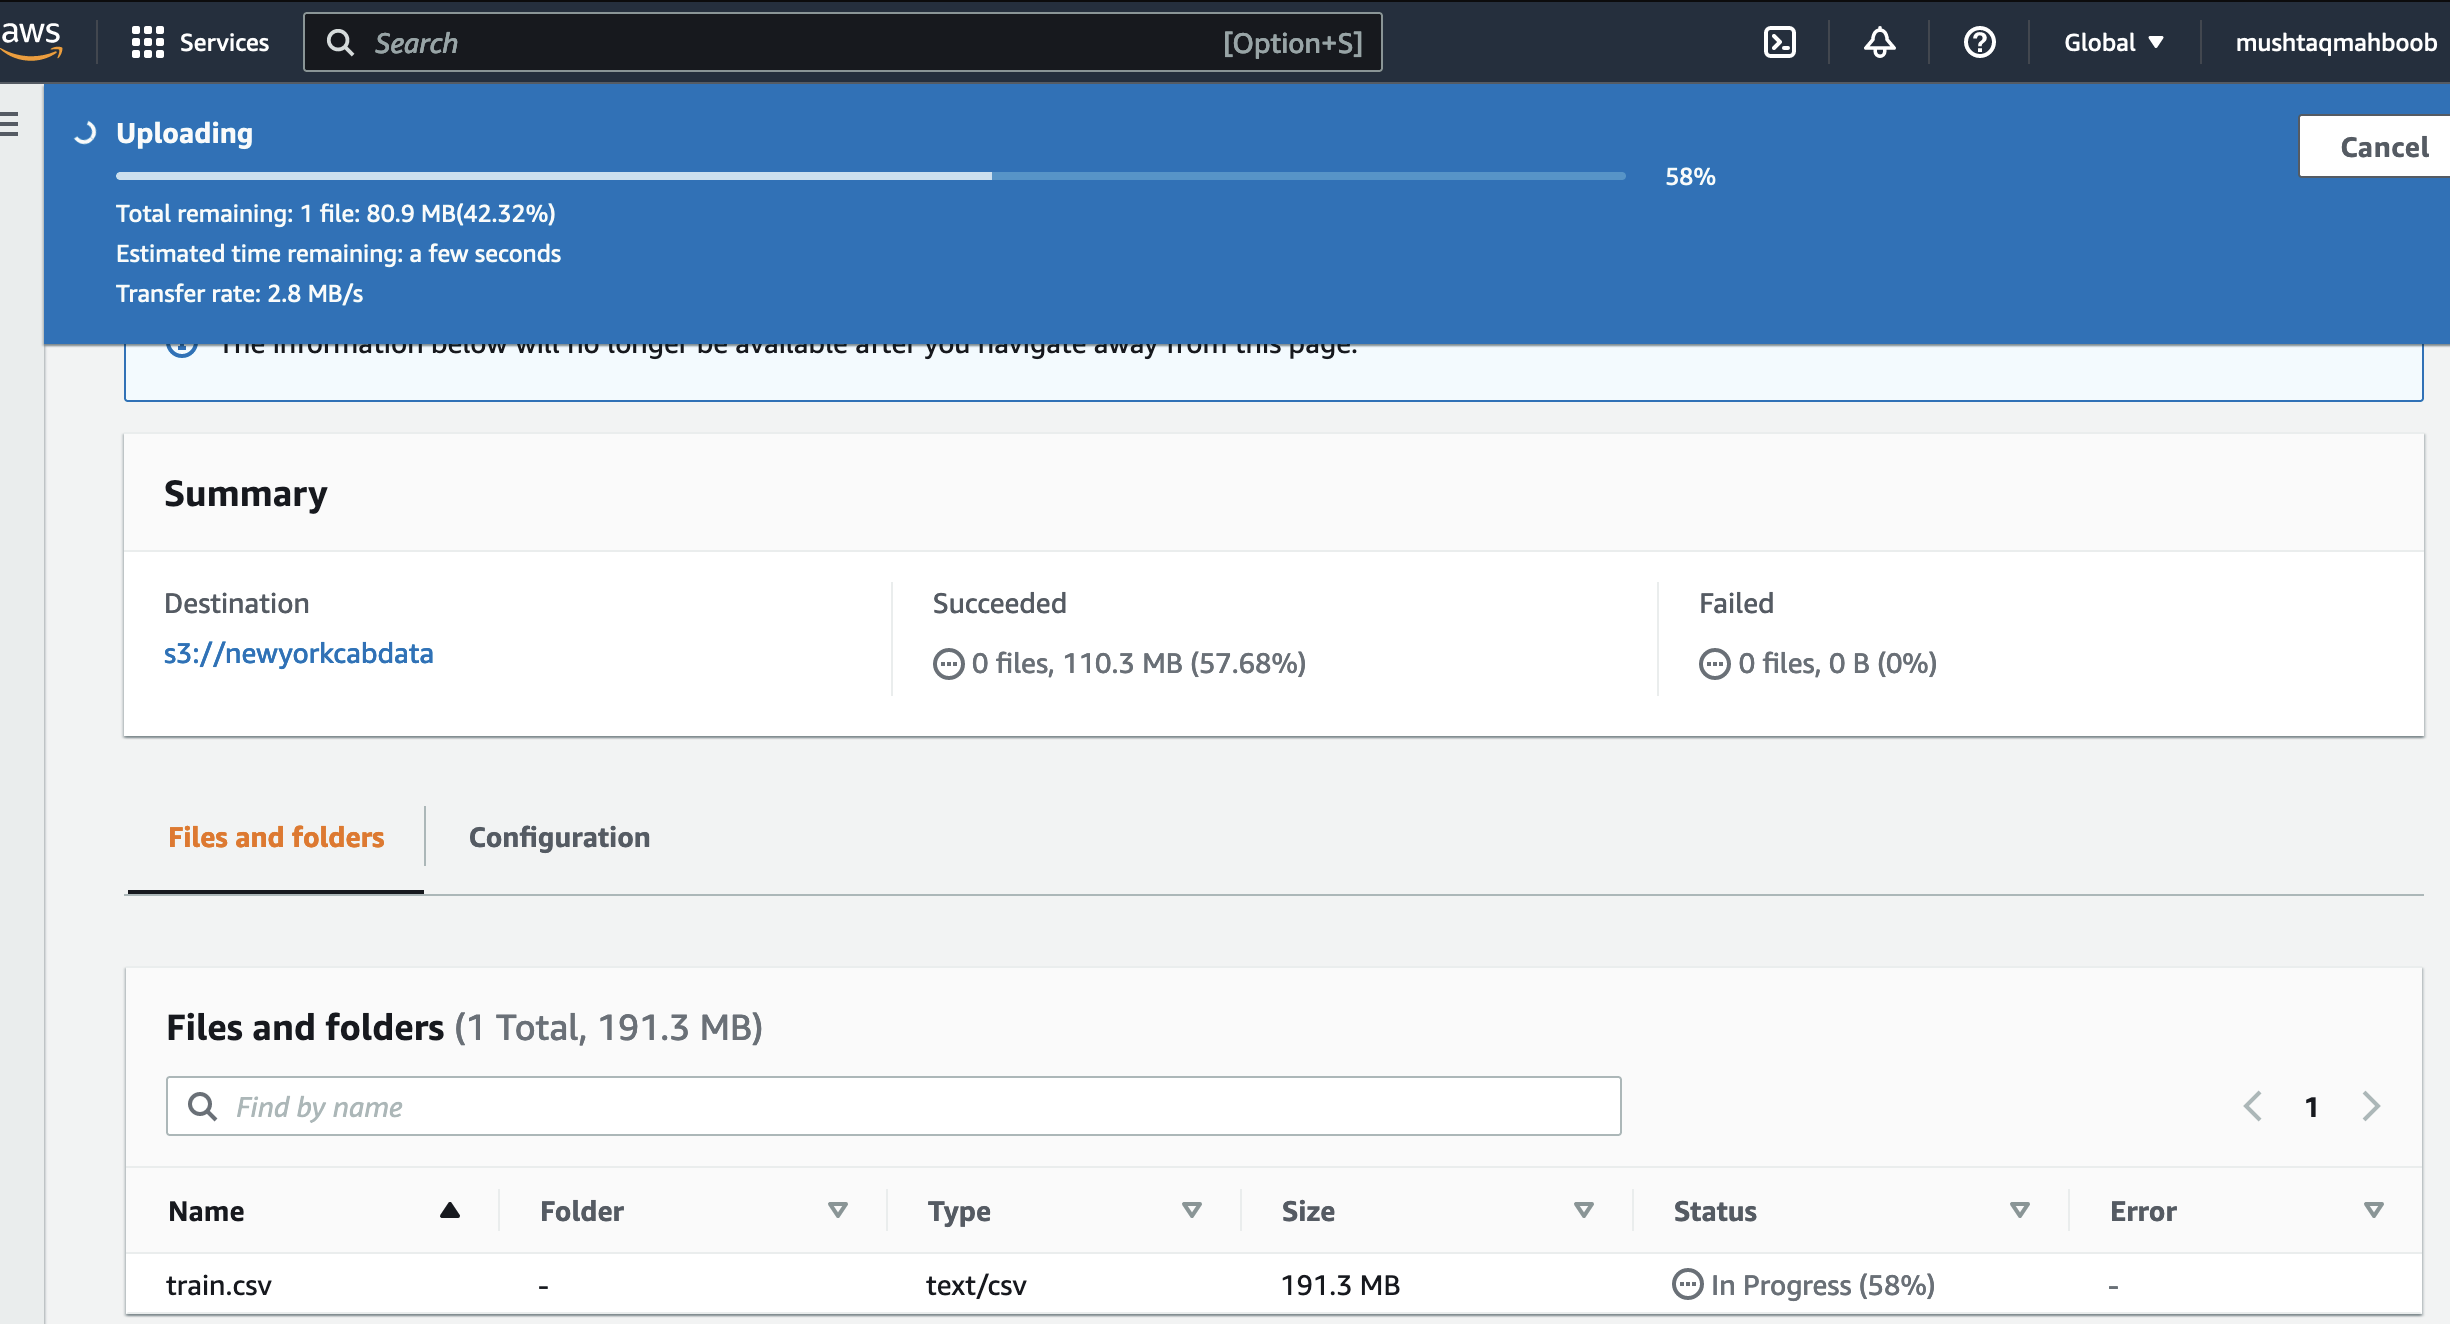 aws
Services
Search
[Option+S]
Global
mushtaqmahboob
Uploading
Cancel
58%
Total remaining: 1 file: 80.9 MB(42.32%)
Estimated time remaining: a few seconds
Transfer rate: 2.8 MB/s
The information below will no longer be available after you navigate away from this page.
Summary
Destination
Succeeded
Failed
s3://newyorkcabdata
0 files, 110.3 MB (57.68%)
0 files, 0 B (0%)
Files and folders
Configuration
Files and folders (1 Total, 191.3 MB)
Find by name
1
Name
Folder
Type
Size
Status
Error
train.csv
-
text/csv
191.3 MB
In Progress (58%)
-